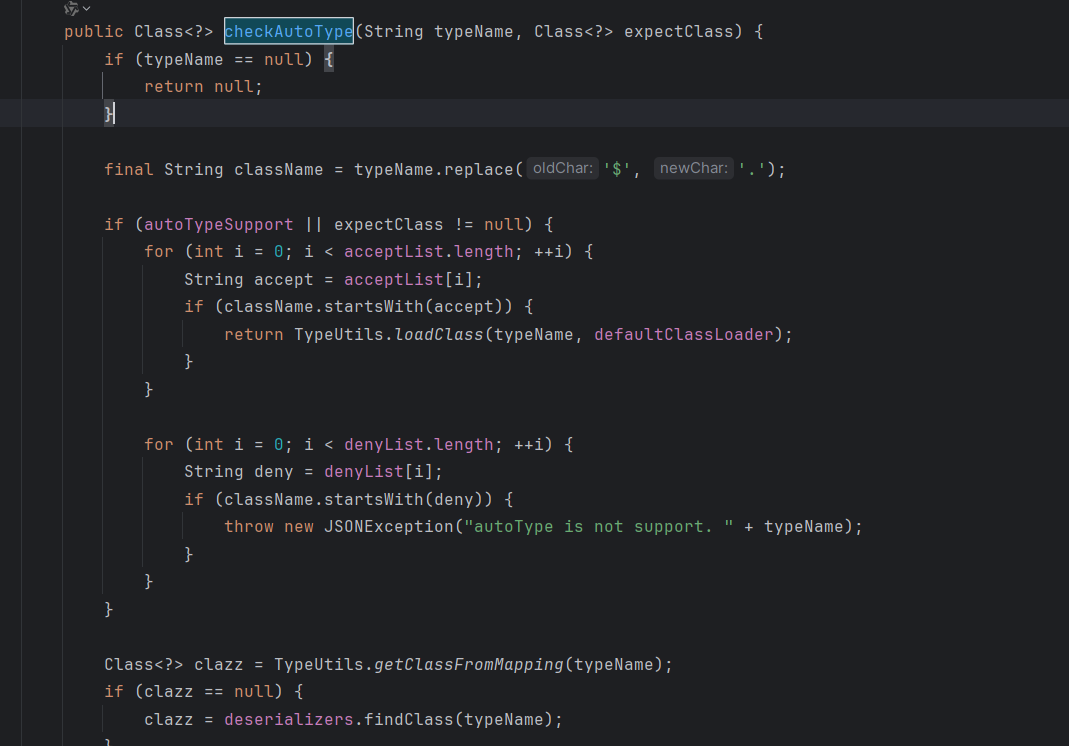 public Class<?> checkAutoType(String typeName, Class<?> expectClass) {
if (typeName == null) {
return null;
}
final String className = typeName.replace( oldChar: '$', newChar: '.');
if (autoTypeSupport || expectClass != null) {
for (int i = 0; i < acceptList.length; ++i) {
String accept = acceptList[i];
if (className.startsWith(accept)) {
return TypeUtils.loadClass(typeName, defaultClassLoader);
}
}
for (int i = 0; i < denyList.length; ++i) {
String deny = denyList[i];
if (className.startsWith(deny)) {
throw new JSONException("autoType is not support. " + typeName);
}
}
}
Class<?> clazz = TypeUtils.getClassFromMapping(typeName);
if (clazz == null) {
clazz = deserializers.findClass(typeName);
}